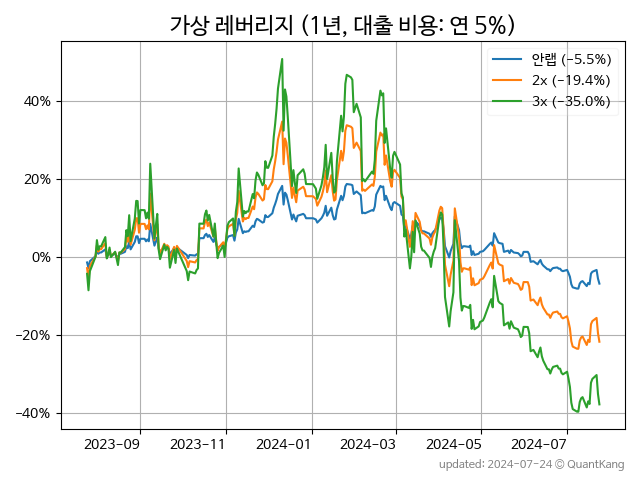 가상 레버리지 (1년, 대출 비용: 연 5%)
안랩 (−5.5%)
2x (−19.4%)
3x (−35.0%)
40%
20%
0%
−20%
−40%
2023-09
2023-11
2024-01
2024-03
2024-05
2024-07
updated: 2024-07-24 © QuantKang